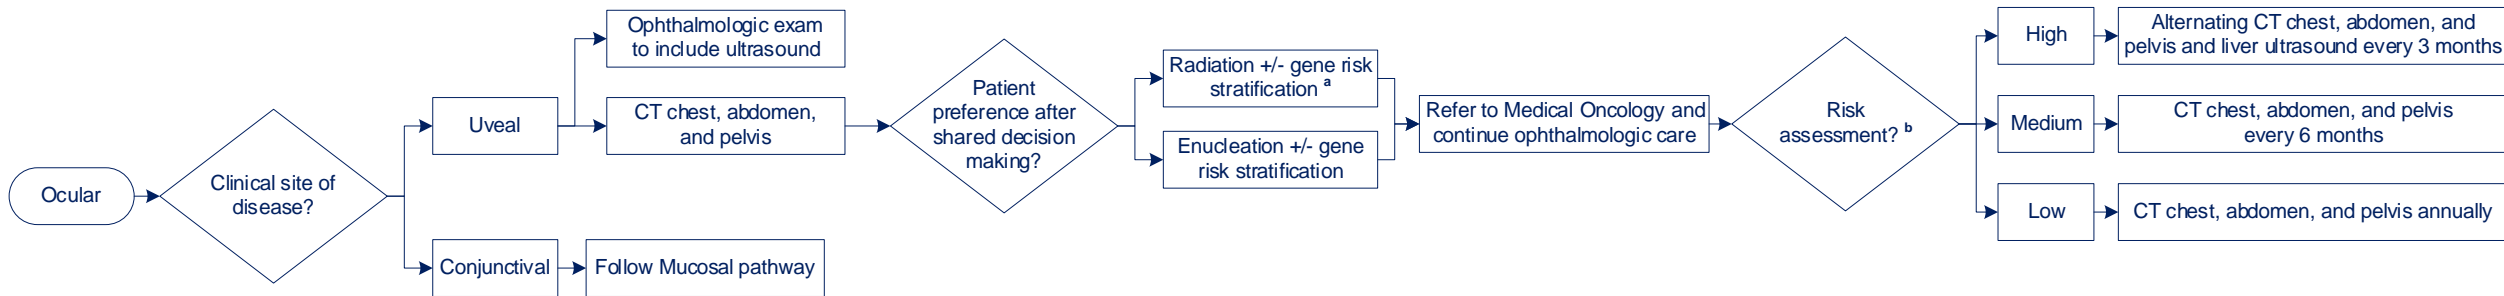 Ocular
Clinical site of
disease?
Uveal
Conjunctival
Follow Mucosal pathway
Ophthalmologic exam
to include ultrasound
CT chest, abdomen,
and pelvis
Patient
preference after
shared decision
making?
Radiation +/- gene risk
stratification a
Enucleation +/- gene
risk stratification
Refer to Medical Oncology and
continue ophthalmologic care
Risk
assessment? b
High
Alternating CT chest, abdomen, and
pelvis and liver ultrasound every 3 months
Medium
CT chest, abdomen, and pelvis
every 6 months
Low
CT chest, abdomen, and pelvis annually